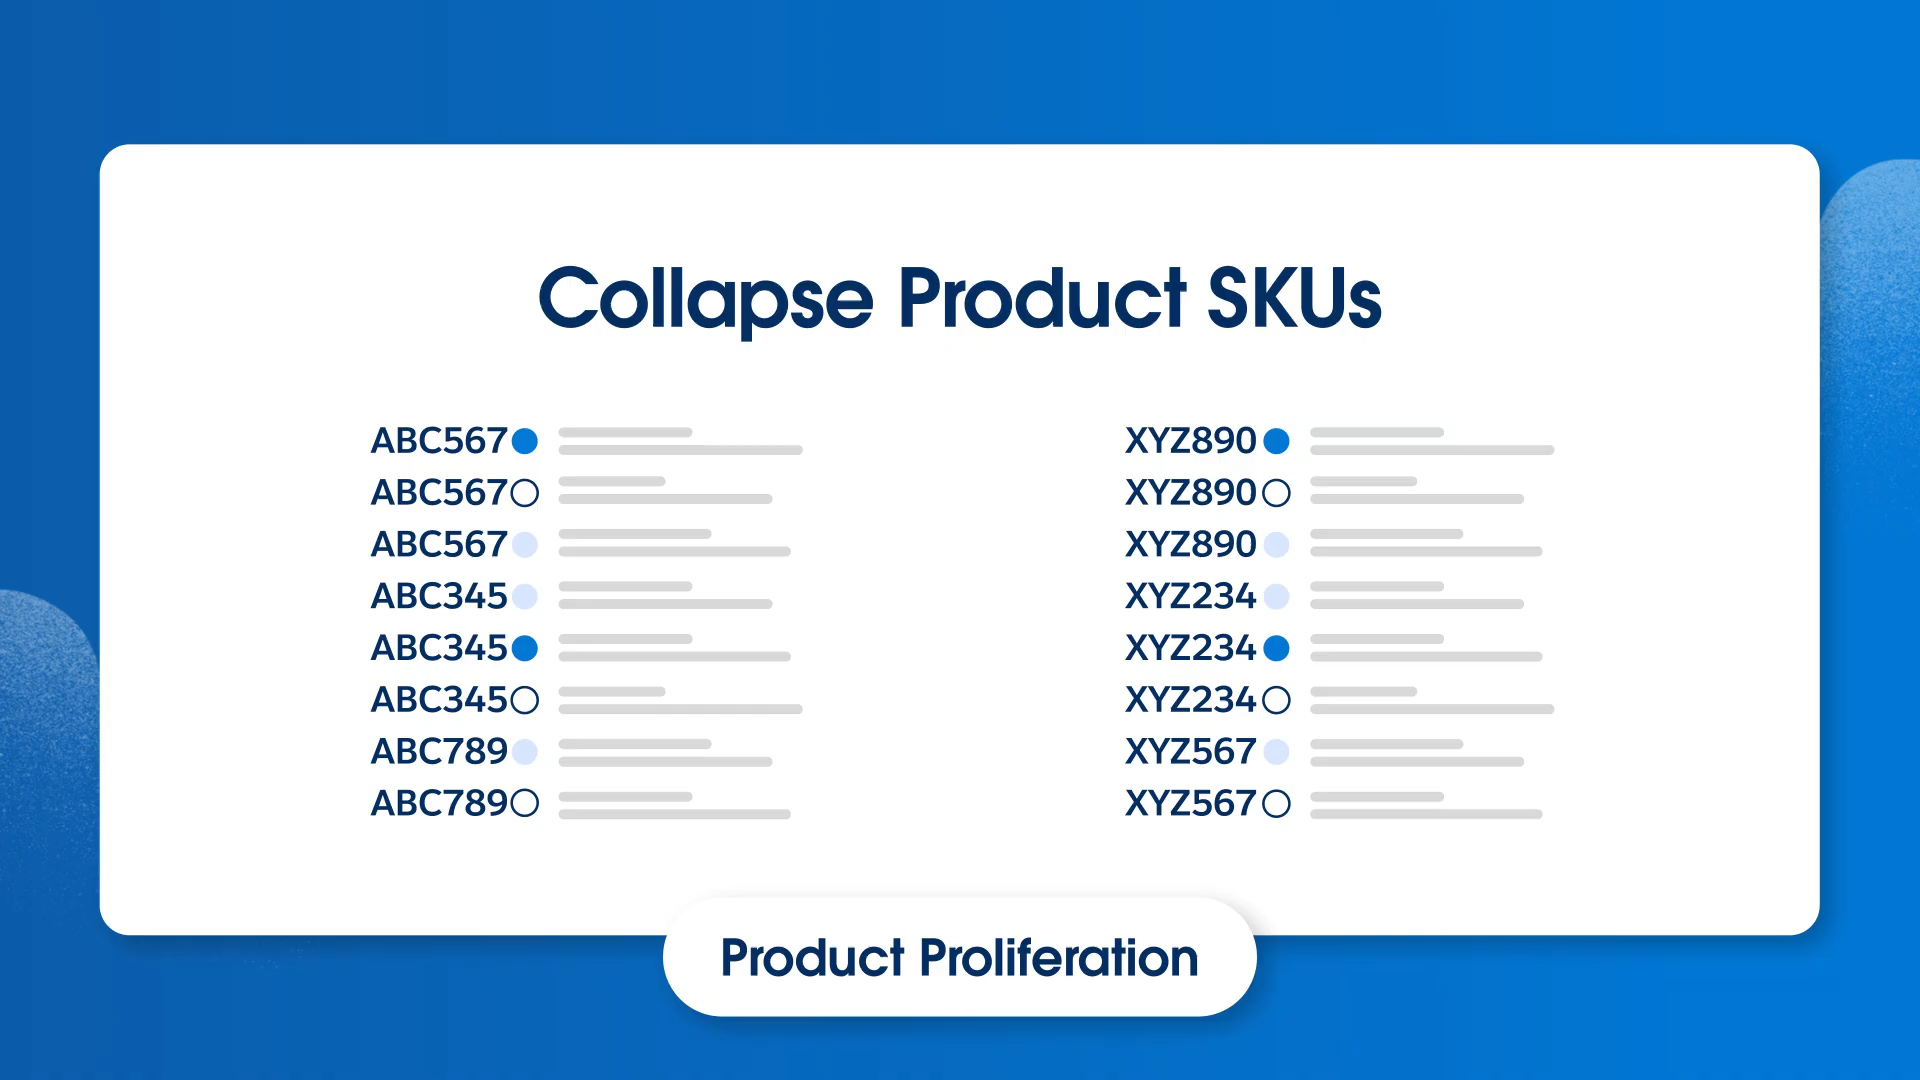 Collapse Product SKUs
ABC567
ABC567
ABC567
ABC345
ABC345
ABC345
ABC789
ABC789
XYZ890
XYZ890
XYZ890
XYZ234
XYZ234
XYZ234
XYZ567
XYZ567
Product Proliferation